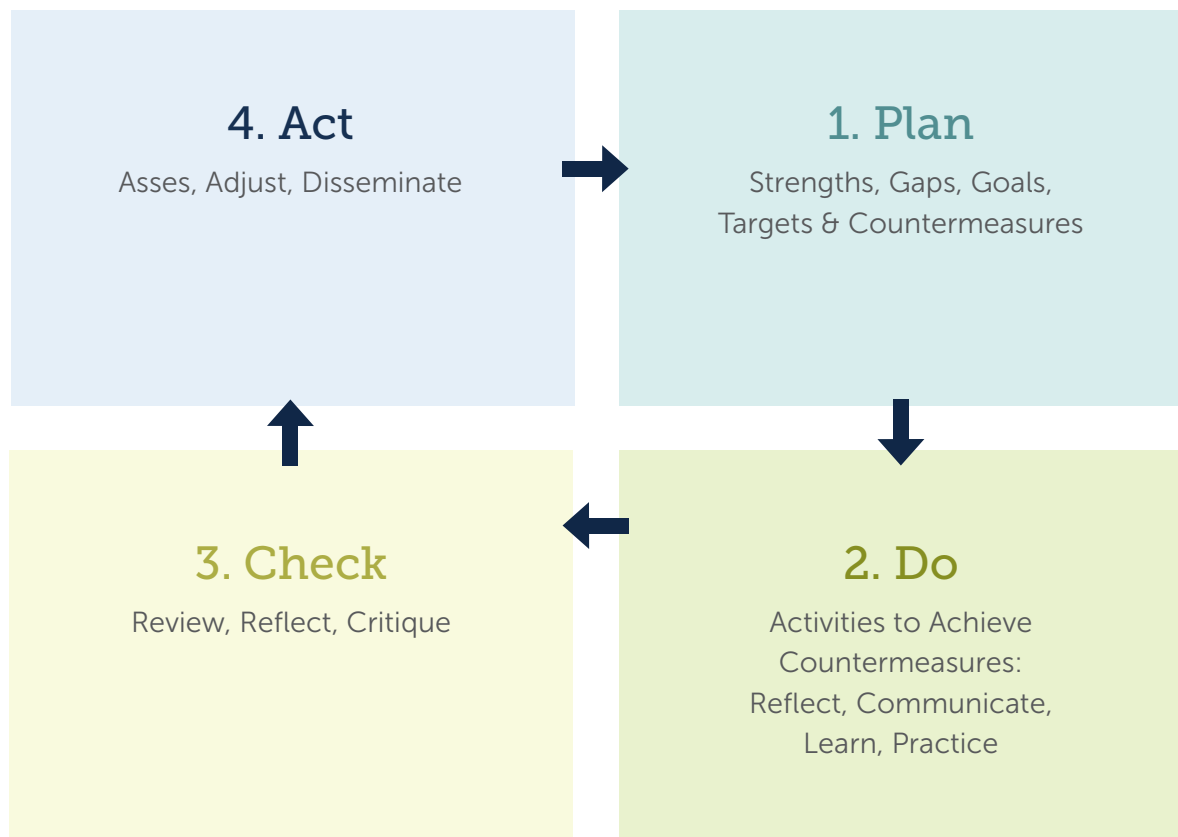 4. Act
Asses, Adjust, Disseminate
1. Plan
Strengths, Gaps, Goals,
Targets & Countermeasures
3. Check
Review, Reflect, Critique
2. Do
Activities to Achieve
Countermeasures:
Reflect, Communicate,
Learn, Practice